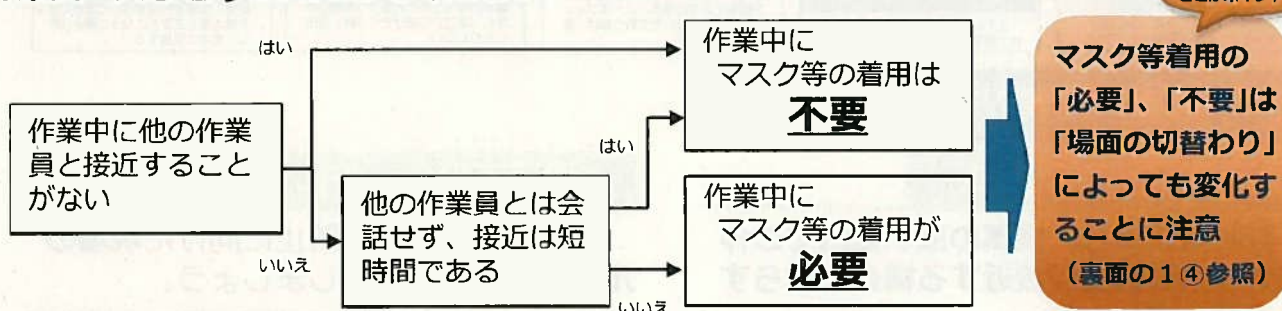 はい
作業中に他の作業
員と接近すること
がない
いいえ
他の作業員とは会
話せず、接近は短
時間である
はい
いいえ
作業中に
マスク等の着用は
不要
作業中に
マスク等の着用が
必要
マスク等着用の
「必要」、「不要」は
「場面の切替わり」
によっても変化す
ることに注意
（裏面の１④参照）